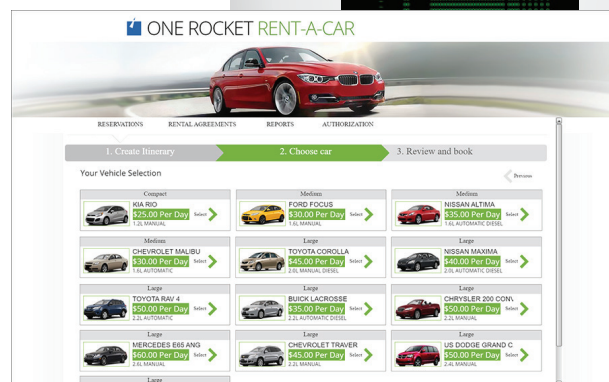 ONE ROCKET RENT-A-CAR
RESERVATIONS RENTAL AGREEMENTS REPORTS AUTHORIZATION
1. Create Itinerary 2. Choose car 3. Review and book
Your Vehicle Selection Previous
Compact Medium Medium
KIA RIO FORD FOCUS NISSAN ALTIMA
$25.00 Per Day Select $30.00 Per Day Select $35.00 Per Day Select
1.2L MANUAL 1.6L MANUAL 1.6L AUTOMATIC DIESEL
Medium Large Large
CHEVROLET MALIBU TOYOTA COROLLA NISSAN MAXIMA
$30.00 Per Day Select $45.00 Per Day Select $40.00 Per Day Select
1.6L AUTOMATIC 2.0L MANUAL DIESEL 2.0L AUTOMATIC DIESEL
Large Large Large
TOYOTA RAV 4 BUICK LACROSSE CHRYSLER 200 CONV
$50.00 Per Day Select $35.00 Per Day Select $50.00 Per Day Select
2.2L AUTOMATIC 2.2L AUTOMATIC DIESEL 2.2L MANUAL
Large Large Large
MERCEDES E65 ANG CHEVROLET TRAVER US DODGE GRAND C
$60.00 Per Day Select $45.00 Per Day Select $50.00 Per Day Select
2.6L MANUAL 2.2L MANUAL 2.4L MANUAL
Large